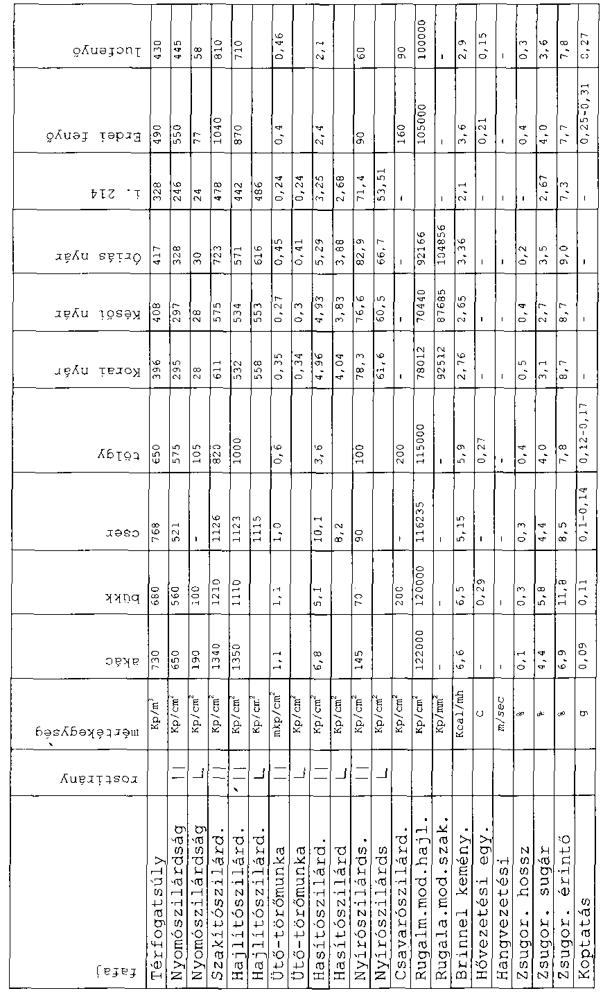 fafaj rostirány mértékegység akác bükk cser tölgy Korai nyár Késői nyár Óriás nyár i. 214 Erdei fenyő lucfenyő
Térfogatsúly Kp/m³ 730 680 768 650 396 408 417 328 490 430
Nyomószilárdság || Kp/cm² 650 560 521 575 295 297 328 246 550 445
Nyomószilárdság L Kp/cm² 190 100 - 105 28 28 30 24 77 58
Szakítószilárd. || Kp/cm² 1340 1210 1126 820 611 575 723 478 1040 810
Hajlítószilárd. || Kp/cm² 1350 1110 1123 1000 532 534 571 442 870 710
Hajlítószilárd. L Kp/cm² 1115 558 553 616 486
Ütő-törőmunka || mkp/cm² 1,1 1,1 1,0 0,6 0,35 0,27 0,45 0,24 0,4 0,46
Ütő-törőmunka L Kp/cm² 0,34 0,3 0,41 0,24
Hasítószilárd. || Kp/cm² 6,8 5,1 10,1 3,6 4,96 4,93 5,29 3,25 2,4 2,1
Hasítószilárd L Kp/cm² 8,2 4,04 3,83 3,88 2,68
Nyírószilárds. || Kp/cm² 145 70 90 100 78,3 76,6 82,9 71,4 90 60
Nyírószilárds L Kp/cm² 61,6 60,5 66,7 53,51
Csavarószilárd. Kp/cm² 200 - 200 - - - - 160 90
Rugalm.mod.hajl. Kp/cm² 122000 120000 116235 115000 78012 70440 92166 105000 100000
Rugala.mod.szak. Kp/mm² - - - - 92512 87685 104856 - - -
Brinnel kemény. Kcal/mh 6,6 6,5 5,15 5,9 2,76 2,65 3,36 2,1 3,6 2,9
Hővezetési egy. C - 0,29 - 0,27 - - - - 0,21 0,15
Hangvezetési m/sec - - - - - - - - - -
Zsugor. hossz % 0,1 0,3 0,3 0,4 0,5 0,4 0,2 - 0,4 0,3
Zsugor. sugár % 4,4 5,8 4,4 4,0 3,1 2,7 3,5 2,67 4,0 3,6
Zsugor. érintő % 6,9 11,8 8,5 7,8 8,7 8,7 9,0 7,3 7,7 7,8
Koptatás g 0,09 0,11 0,1-0,14 0,12-0,17 - - - - 0,25-0,31 0,27